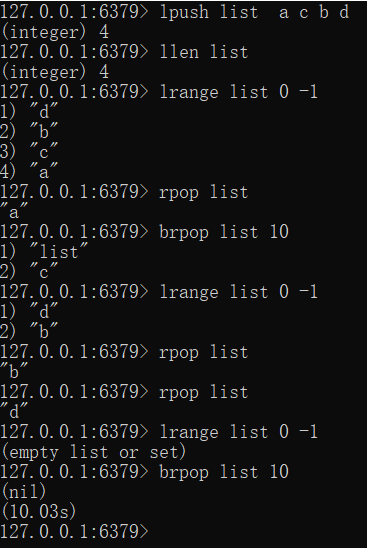 127.0.0.1:6379> lpush list  a c b d
(integer) 4
127.0.0.1:6379> llen list
(integer) 4
127.0.0.1:6379> lrange list 0 -1
1) "d"
2) "b"
3) "c"
4) "a"
127.0.0.1:6379> rpop list
"a"
127.0.0.1:6379> brpop list 10
1) "list"
2) "c"
127.0.0.1:6379> lrange list 0 -1
1) "d"
2) "b"
127.0.0.1:6379> rpop list
"b"
127.0.0.1:6379> rpop list
"d"
127.0.0.1:6379> lrange list 0 -1
(empty list or set)
127.0.0.1:6379> brpop list 10
(nil)
(10.03s)
127.0.0.1:6379>